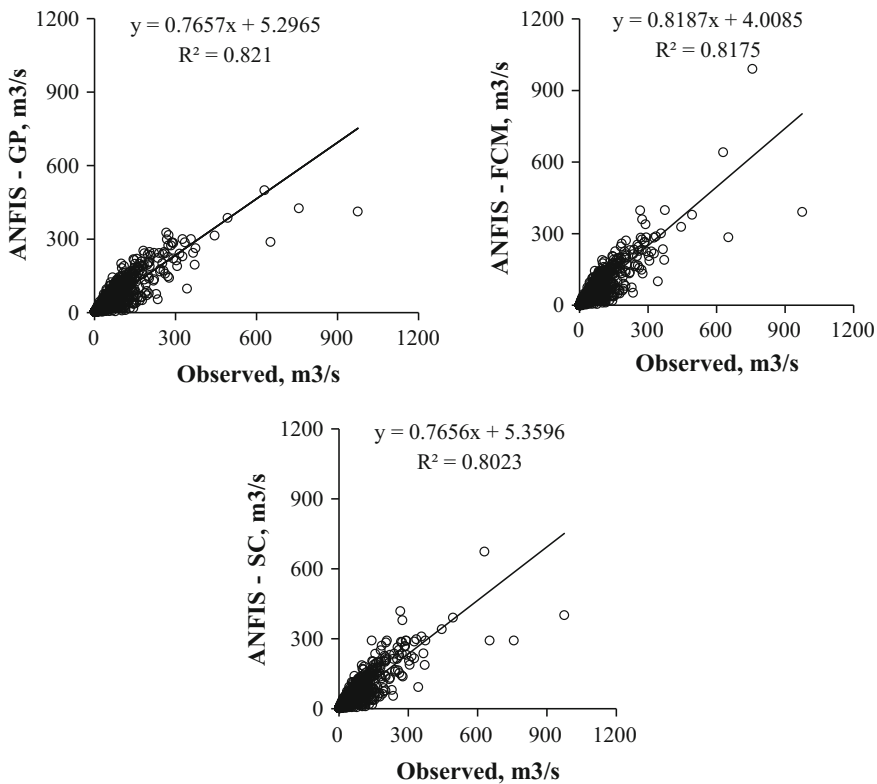 y = 0.7657x + 5.2965
R² = 0.821
1200
900
600
300
0
ANFIS - GP, m3/s
0 300 600 900 1200
Observed, m3/s
y = 0.8187x + 4.0085
R² = 0.8175
1200
900
600
300
0
ANFIS - FCM, m3/s
0 300 600 900 1200
Observed, m3/s
y = 0.7656x + 5.3596
R² = 0.8023
1200
900
600
300
0
ANFIS - SC, m3/s
0 300 600 900 1200
Observed, m3/s